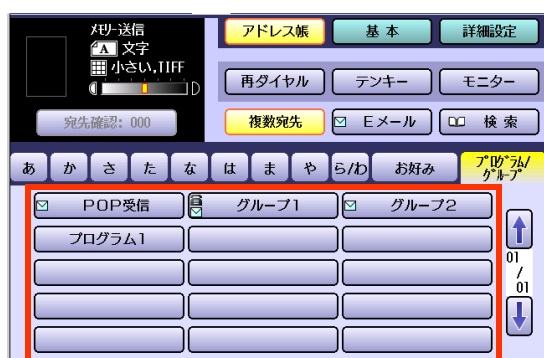 ﾒﾓﾘｰ送信
A 文字
小さい,TIFF
D
宛先確認: 000
アドレス帳 基本 詳細設定
再ダイヤル テンキー モニター
複数宛先 Eメール 検索
あ か さ た な は ま や ら/わ お好み ﾌﾟﾛｸﾞﾗﾑ/
ｸﾞﾙｰﾌﾟ
POP受信 グループ1 グループ2
プログラム1
01
/
01